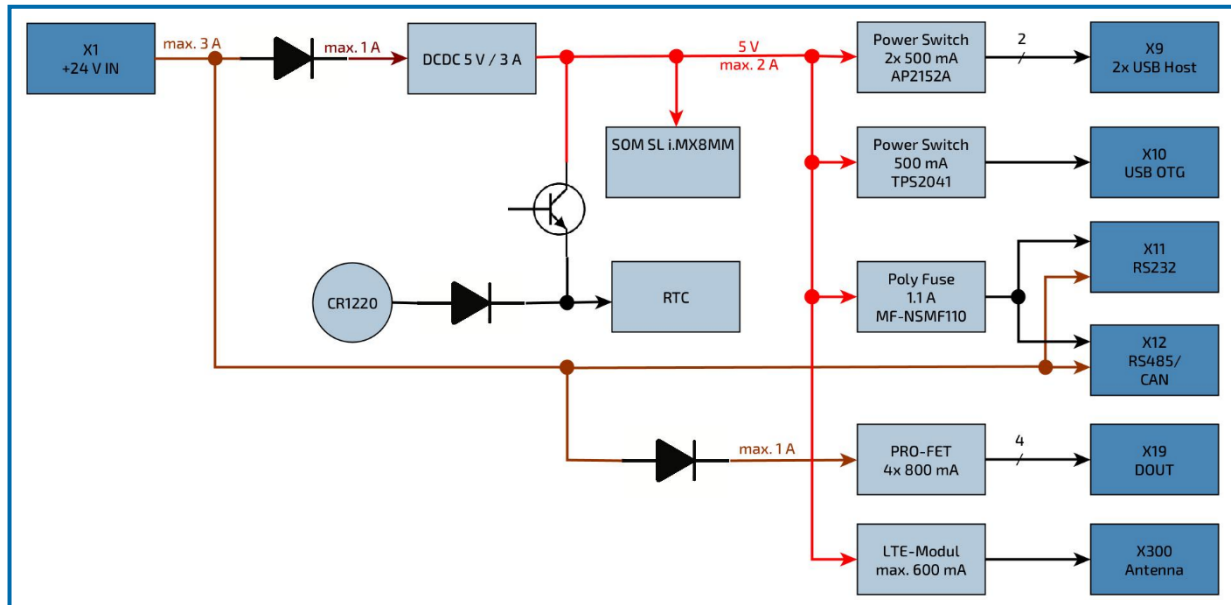 X1
+24 V IN
max. 3 A
max. 1 A
DCDC 5 V / 3 A
5 V
max. 2 A
Power Switch
2x 500 mA
AP2152A
2
X9
2x USB Host
SOM SL i.MX8MM
Power Switch
500 mA
TPS2041
X10
USB OTG
CR1220
RTC
Poly Fuse
1.1 A
MF-NSMF110
X11
RS232
X12
RS485/
CAN
max. 1 A
PRO-FET
4x 800 mA
4
X19
DOUT
LTE-Modul
max. 600 mA
X300
Antenna